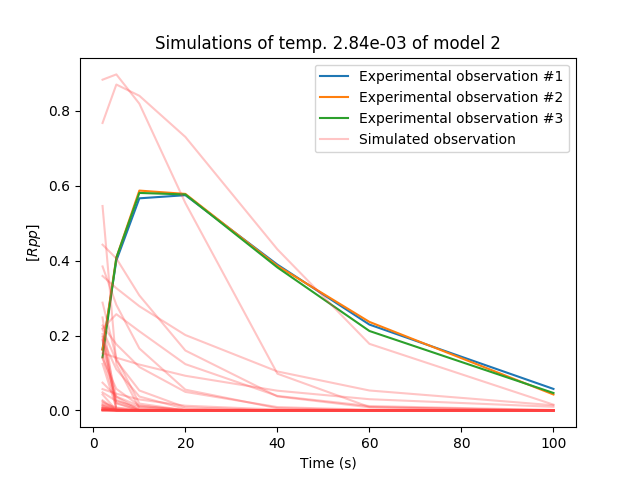 Simulations of temp. 2.84e-03 of model 2
Experimental observation #1
Experimental observation #2
Experimental observation #3
Simulated observation
[Rpp]
0.8
0.6
0.4
0.2
0.0
0 20 40 60 80 100
Time (s)